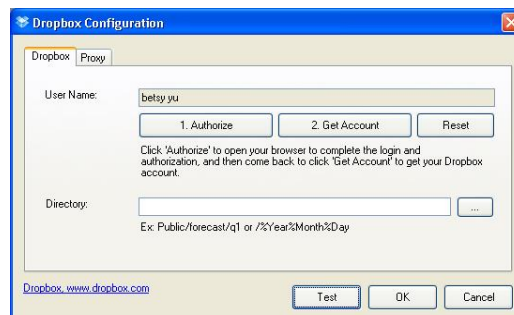 Dropbox Configuration
Dropbox Proxy
User Name: betsy yu
1. Authorize 2. Get Account Reset
Click 'Authorize' to open your browser to complete the login and
authorization, and then come back to click 'Get Account' to get your Dropbox
account.
Directory: ...
Ex: Public/forecast/q1 or /%Year%Month%Day
Dropbox, www.dropbox.com
Test OK Cancel